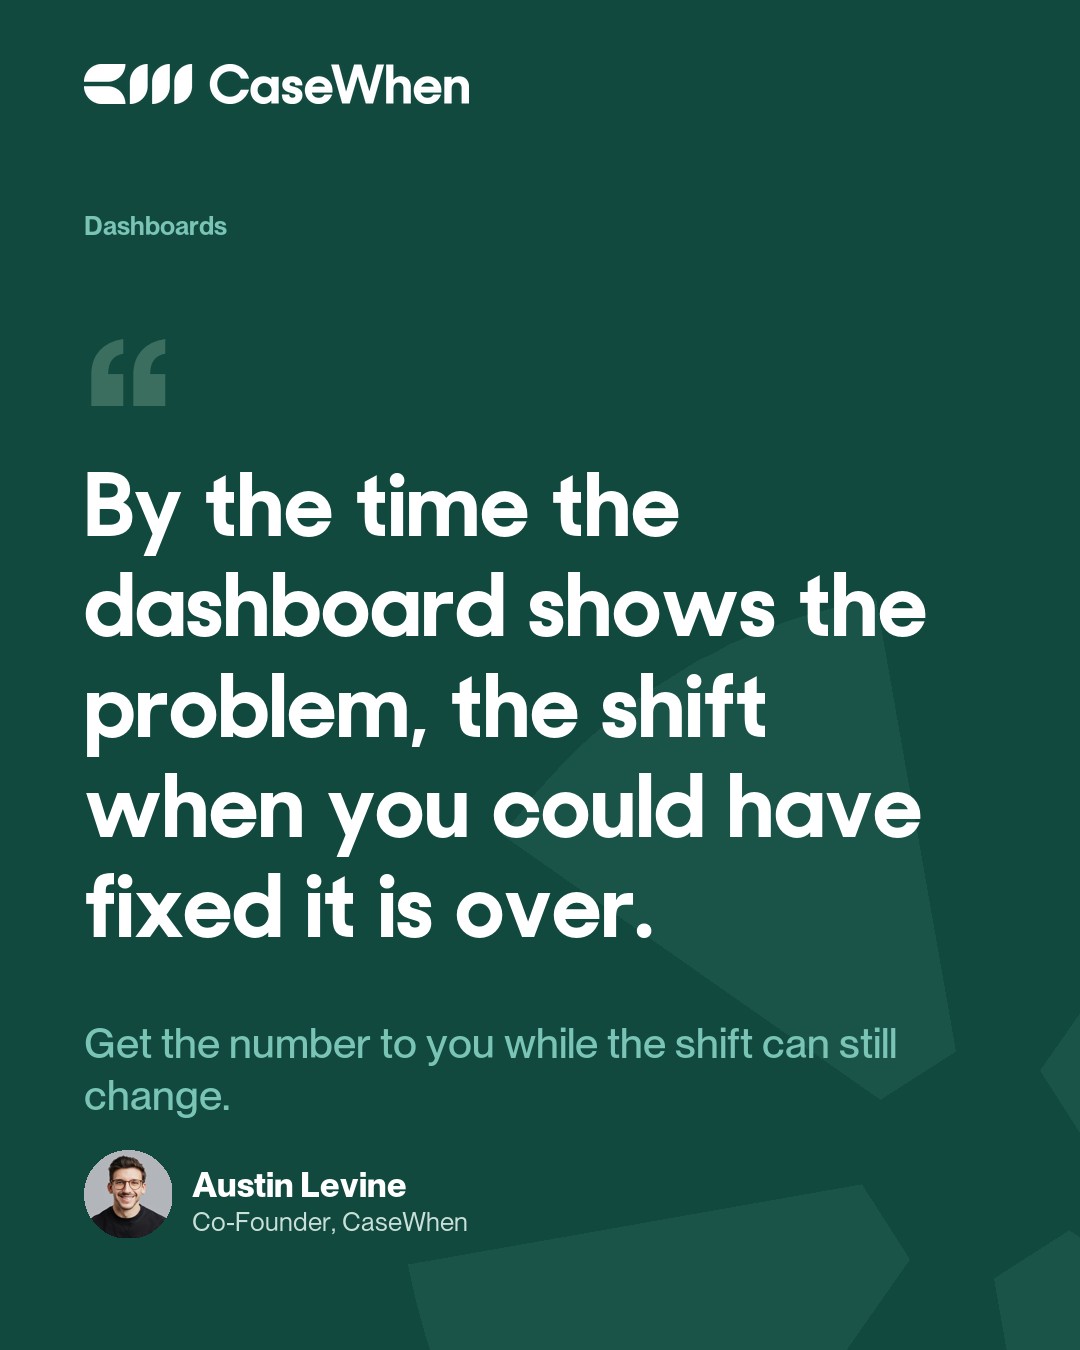 CaseWhen
Dashboards
“
By the time the
dashboard shows the
problem, the shift
when you could have
fixed it is over.
Get the number to you while the shift can still
change.
Austin Levine
Co-Founder, CaseWhen